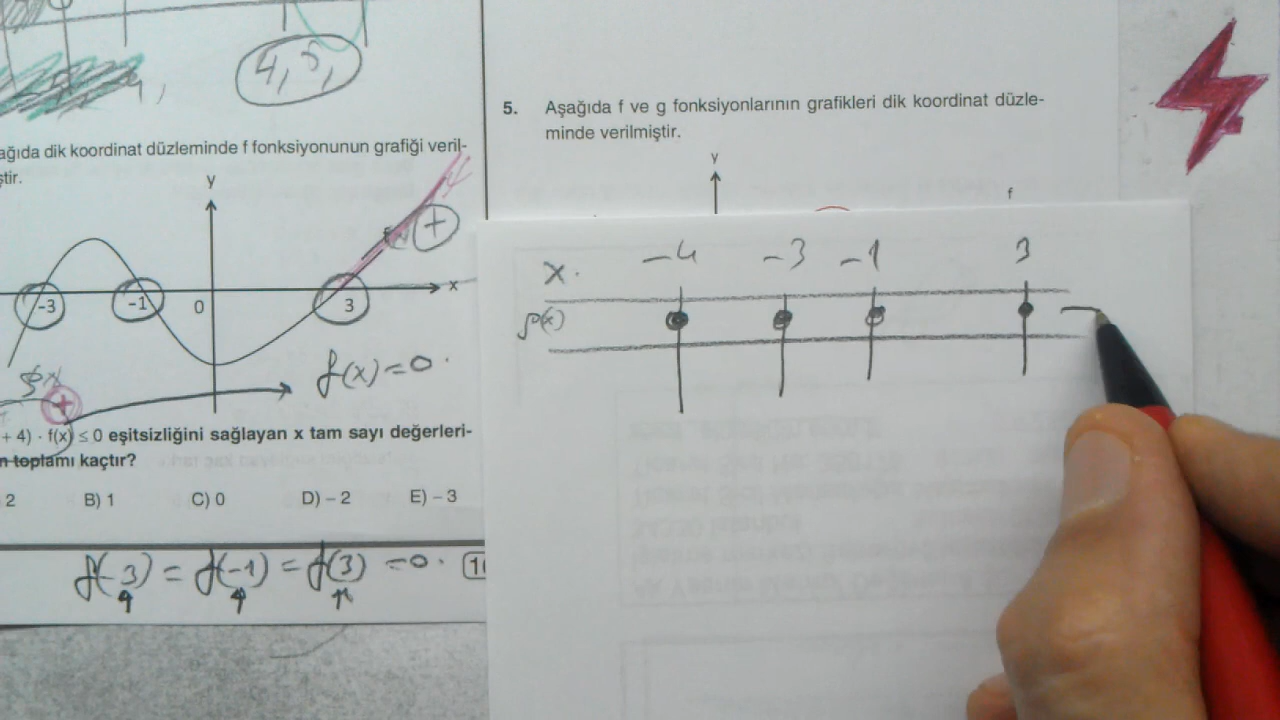 4, 5,
ağıda dik koordinat düzleminde f fonksiyonunun grafiği veril-
ştir.
y
+
-3
-1
0
3
x
f(x)=0
+
+ 4) · f(x) ≤ 0 eşitsizliğini sağlayan x tam sayı değerleri-
n toplamı kaçtır?
2 B) 1 C) 0 D) – 2 E) – 3
f(-3) = f(-1) = f(3) =0.
5. Aşağıda f ve g fonksiyonlarının grafikleri dik koordinat düzle-
minde verilmiştir.
y
f
x. -4 -3 -1 3
p(x)